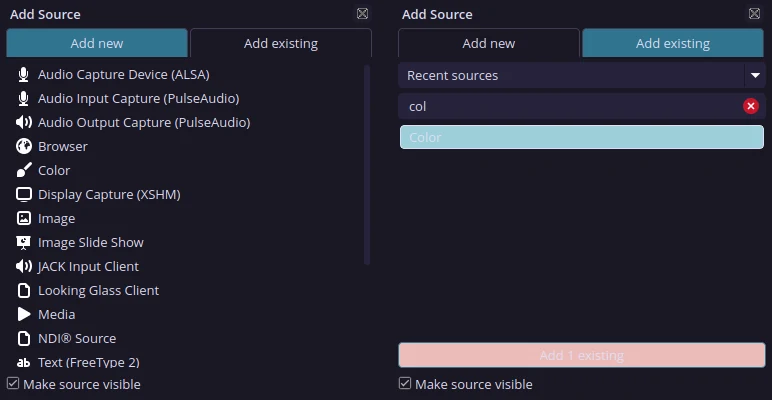 Add Source
Add new
Add existing
Audio Capture Device (ALSA)
Audio Input Capture (PulseAudio)
Audio Output Capture (PulseAudio)
Browser
Color
Display Capture (XSHM)
Image
Image Slide Show
JACK Input Client
Looking Glass Client
Media
NDI® Source
ab Text (FreeType 2)
Make source visible
Add Source
Add new
Add existing
Recent sources
col
Color
Add 1 existing
Make source visible